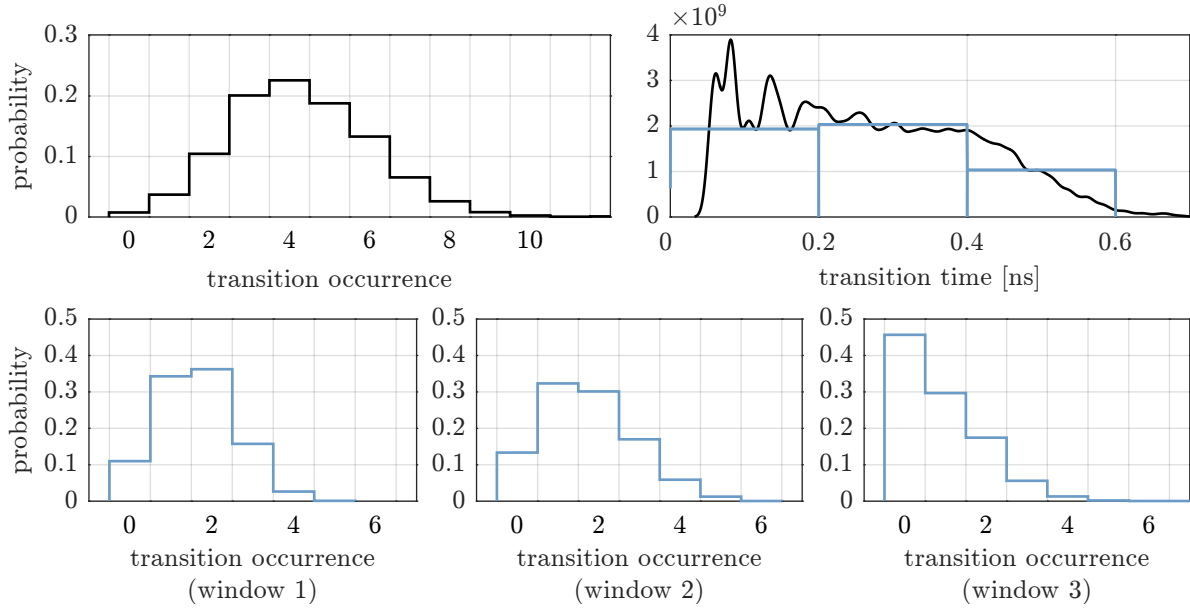 ×10⁹
0.3
0.2
0.1
0
probability
0 2 4 6 8 10
transition occurrence
4
3
2
1
0
0 0.2 0.4 0.6
transition time [ns]
0.5
0.4
0.3
0.2
0.1
0
probability
0 2 4 6
transition occurrence
(window 1)
0.5
0.4
0.3
0.2
0.1
0
0 2 4 6
transition occurrence
(window 2)
0.5
0.4
0.3
0.2
0.1
0
0 2 4 6
transition occurrence
(window 3)